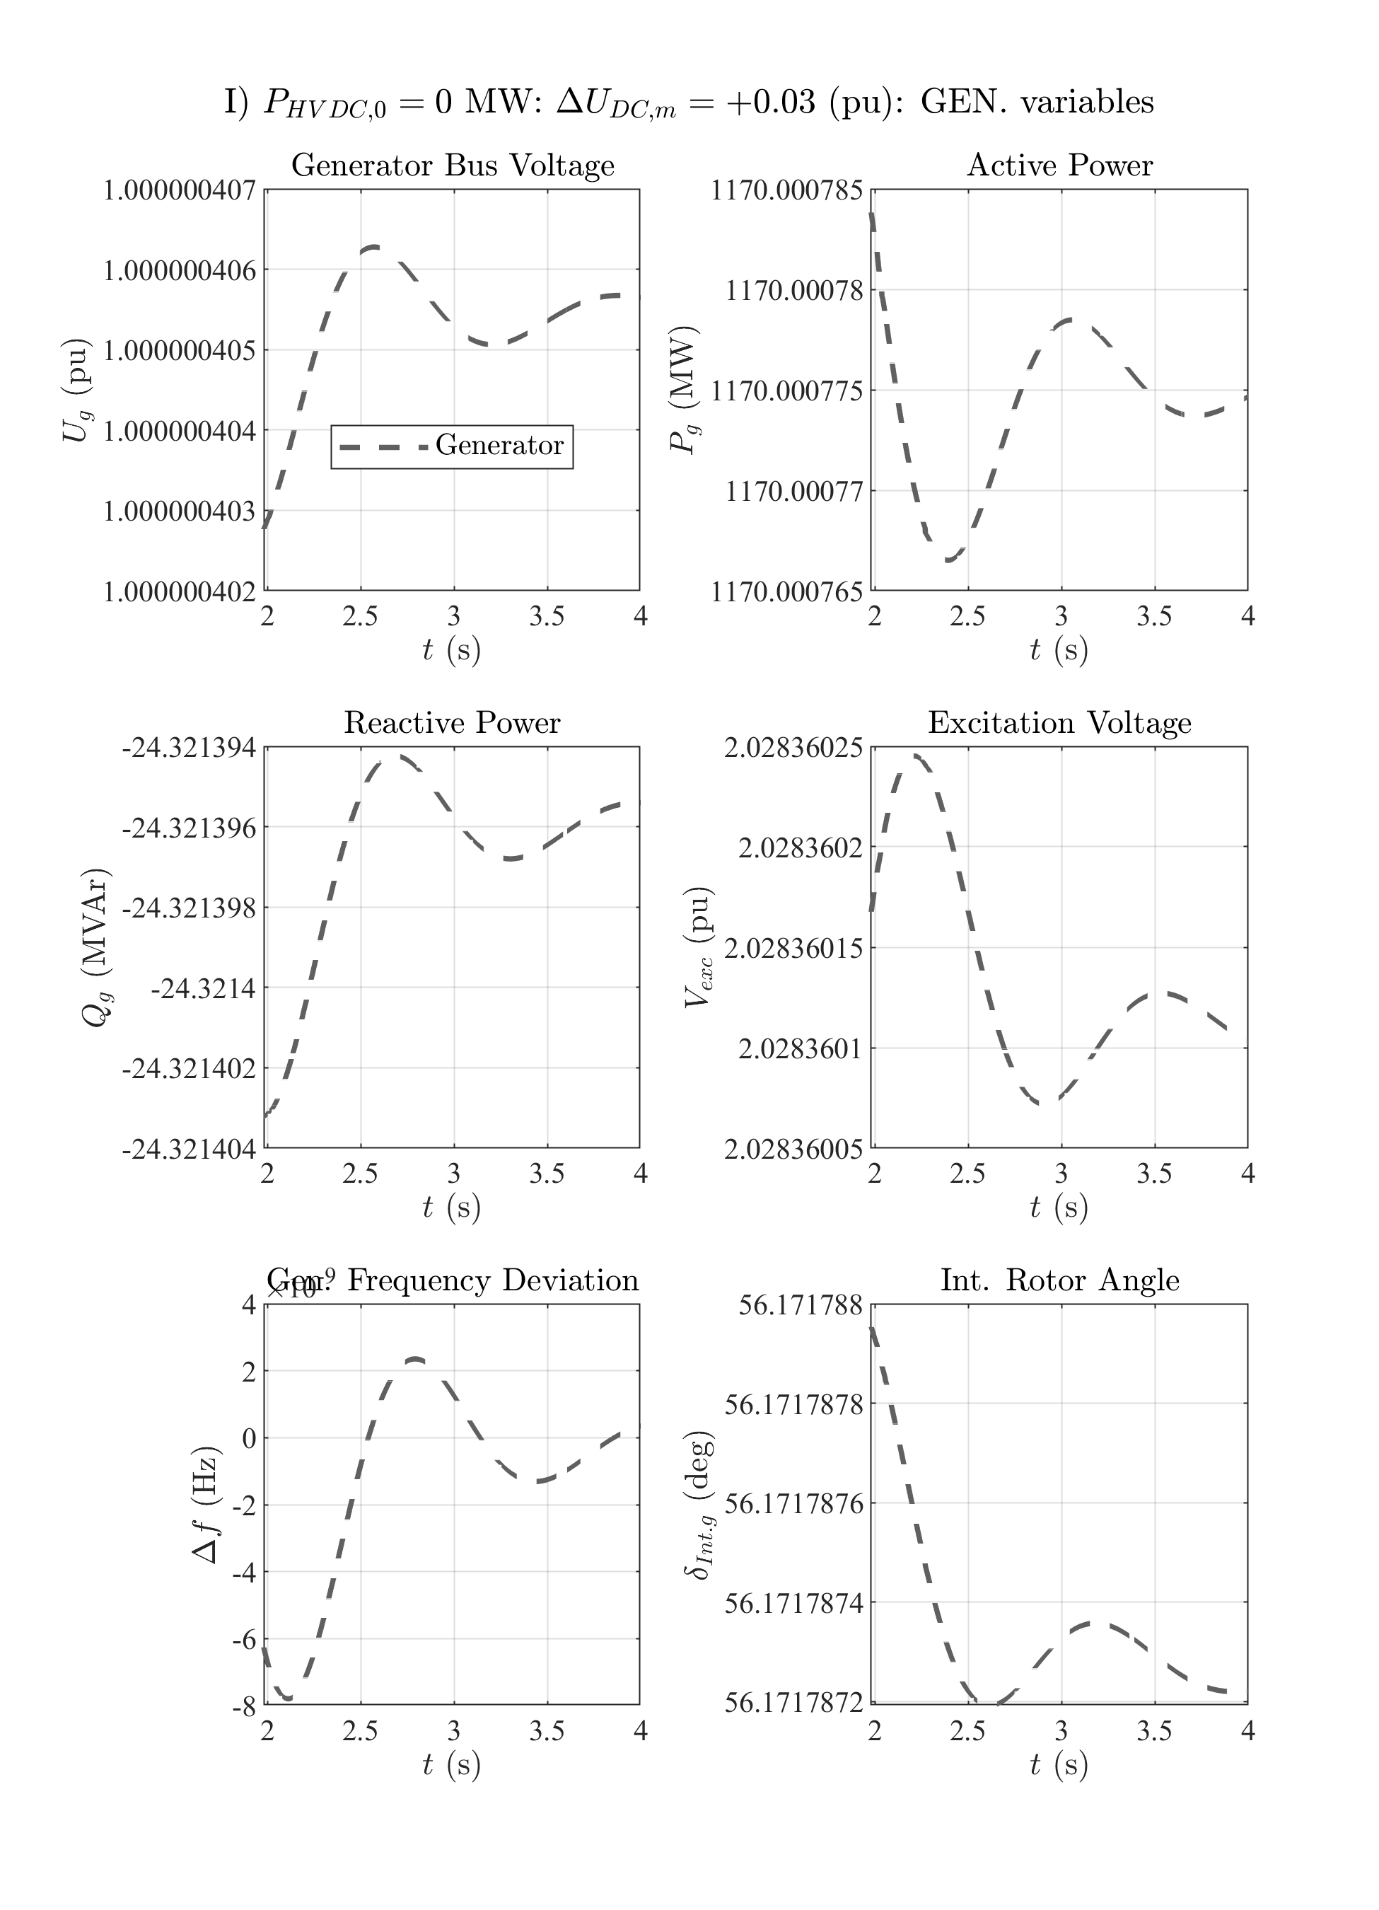 I) P_{HVDC,0} = 0 MW: ΔU_{DC,m} = +0.03 (pu): GEN. variables
Generator Bus Voltage
1.000000407
1.000000406
1.000000405
1.000000404
1.000000403
1.000000402
U_g (pu)
Generator
2 2.5 3 3.5 4
t (s)
Active Power
1170.000785
1170.00078
1170.000775
1170.00077
1170.000765
P_g (MW)
2 2.5 3 3.5 4
t (s)
Reactive Power
-24.321394
-24.321396
-24.321398
-24.3214
-24.321402
-24.321404
Q_g (MVAr)
2 2.5 3 3.5 4
t (s)
Excitation Voltage
2.02836025
2.0283602
2.02836015
2.0283601
2.02836005
V_{exc} (pu)
2 2.5 3 3.5 4
t (s)
Gen. Frequency Deviation
×10^{-9}
4
2
0
-2
-4
-6
-8
Δf (Hz)
2 2.5 3 3.5 4
t (s)
Int. Rotor Angle
56.171788
56.1717878
56.1717876
56.1717874
56.1717872
δ_{Int.g} (deg)
2 2.5 3 3.5 4
t (s)